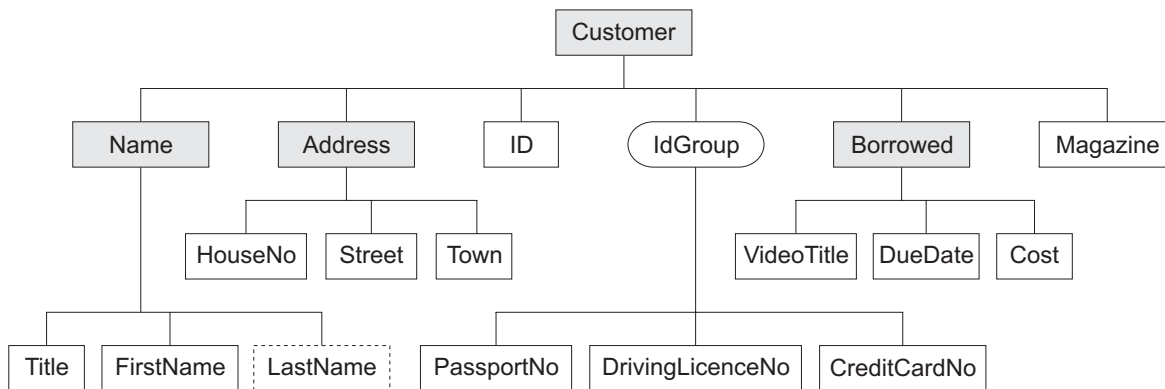 Customer
Name Address ID IdGroup Borrowed Magazine
HouseNo Street Town VideoTitle DueDate Cost
Title FirstName LastName PassportNo DrivingLicenceNo CreditCardNo